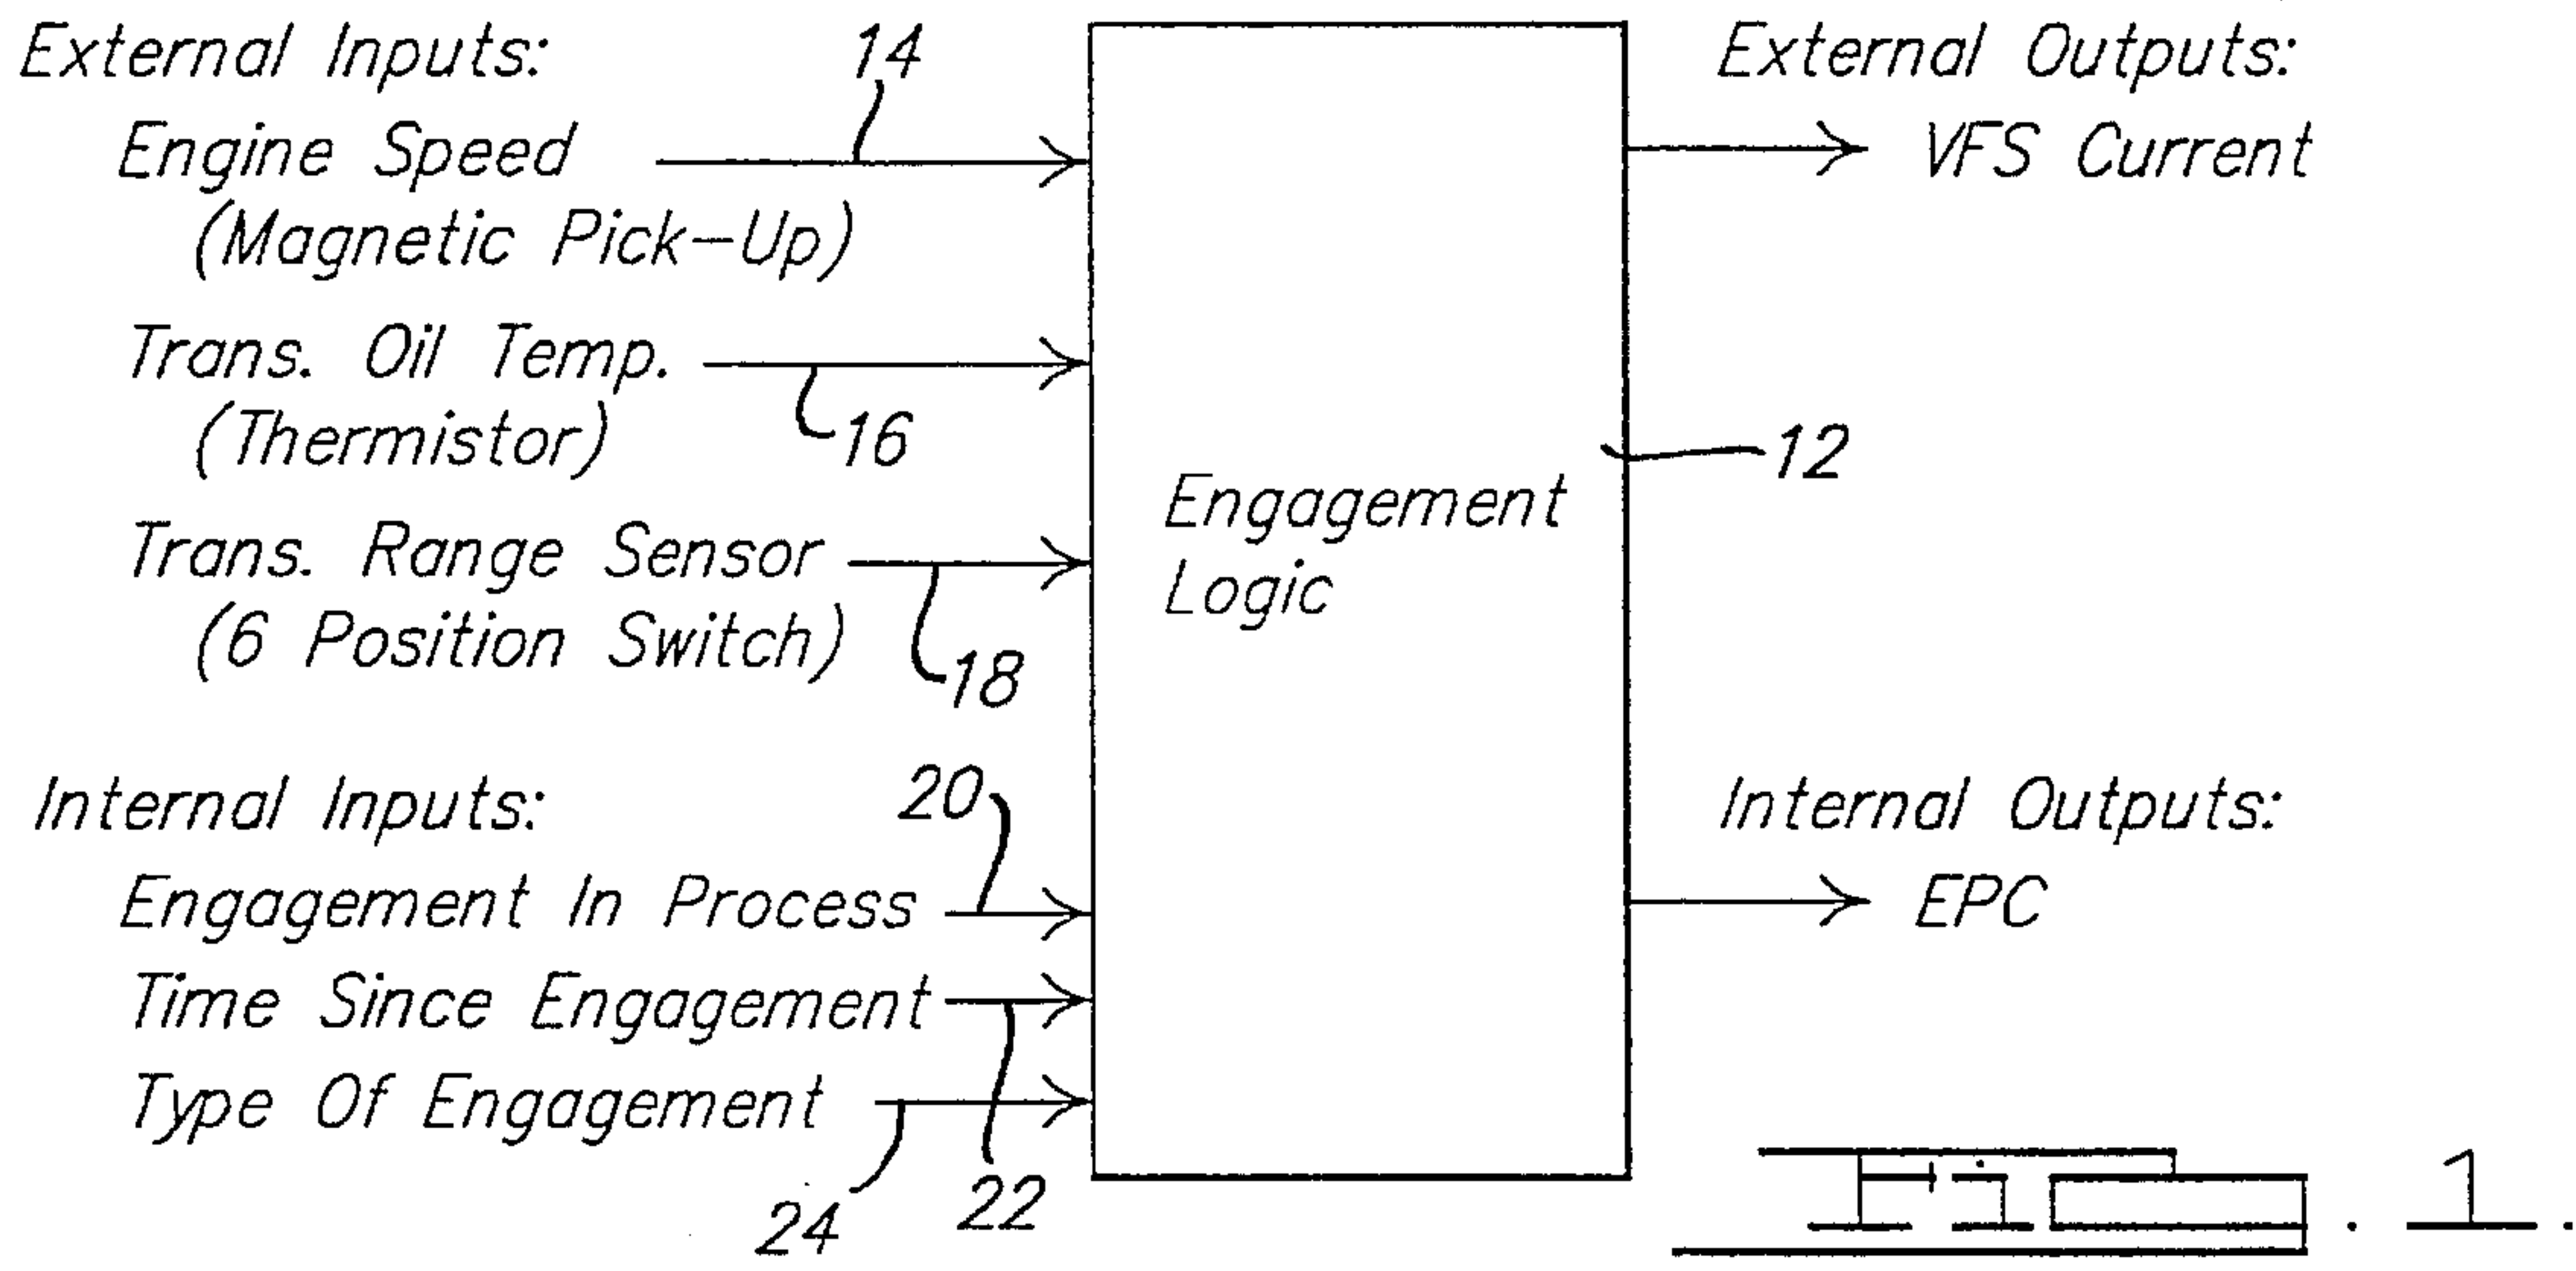 External Inputs:
14
Engine Speed
(Magnetic Pick-Up)
Trans. Oil Temp.
(Thermistor)
16
Trans. Range Sensor
(6 Position Switch)
18
Internal Inputs:
20
Engagement In Process
Time Since Engagement
Type Of Engagement
24
22
Engagement
Logic
12
External Outputs:
VFS Current
Internal Outputs:
EPC
Fig. 1.